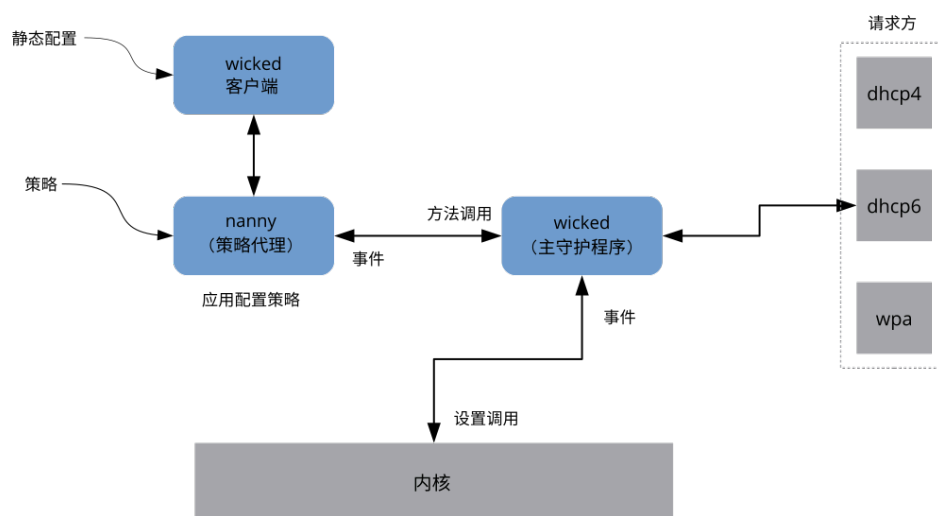 请求方
静态配置
wicked
客户端
dhcp4
策略
nanny
（策略代理）
方法调用
事件
wicked
（主守护程序）
dhcp6
应用配置策略
事件
wpa
设置调用
内核